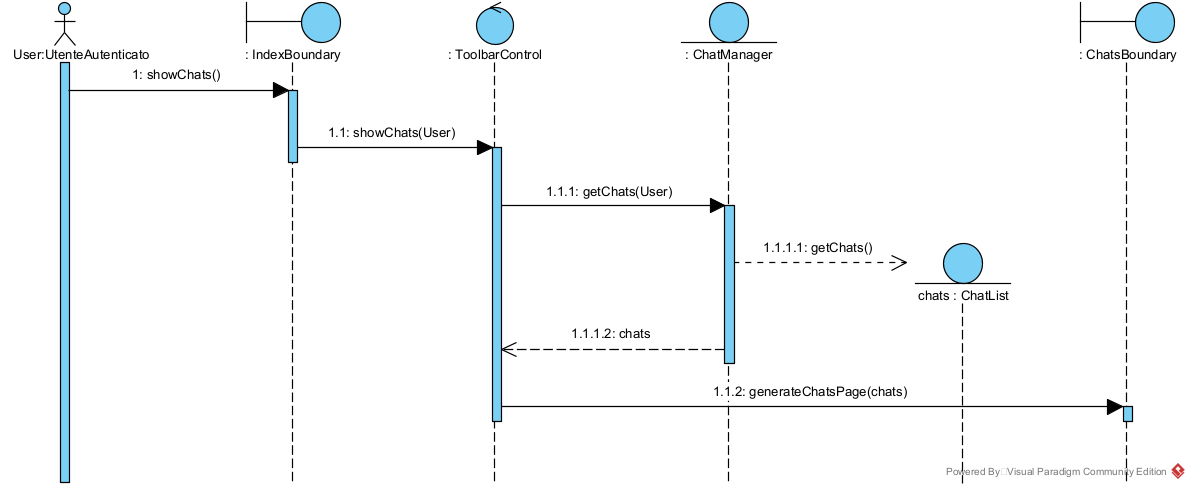 User:UtenteAutenticato
: IndexBoundary
: ToolbarControl
: ChatManager
: ChatsBoundary
1: showChats()
1.1: showChats(User)
1.1.1: getChats(User)
1.1.1.1: getChats()
chats : ChatList
1.1.1.2: chats
1.1.2: generateChatsPage(chats)
Powered By Visual Paradigm Community Edition